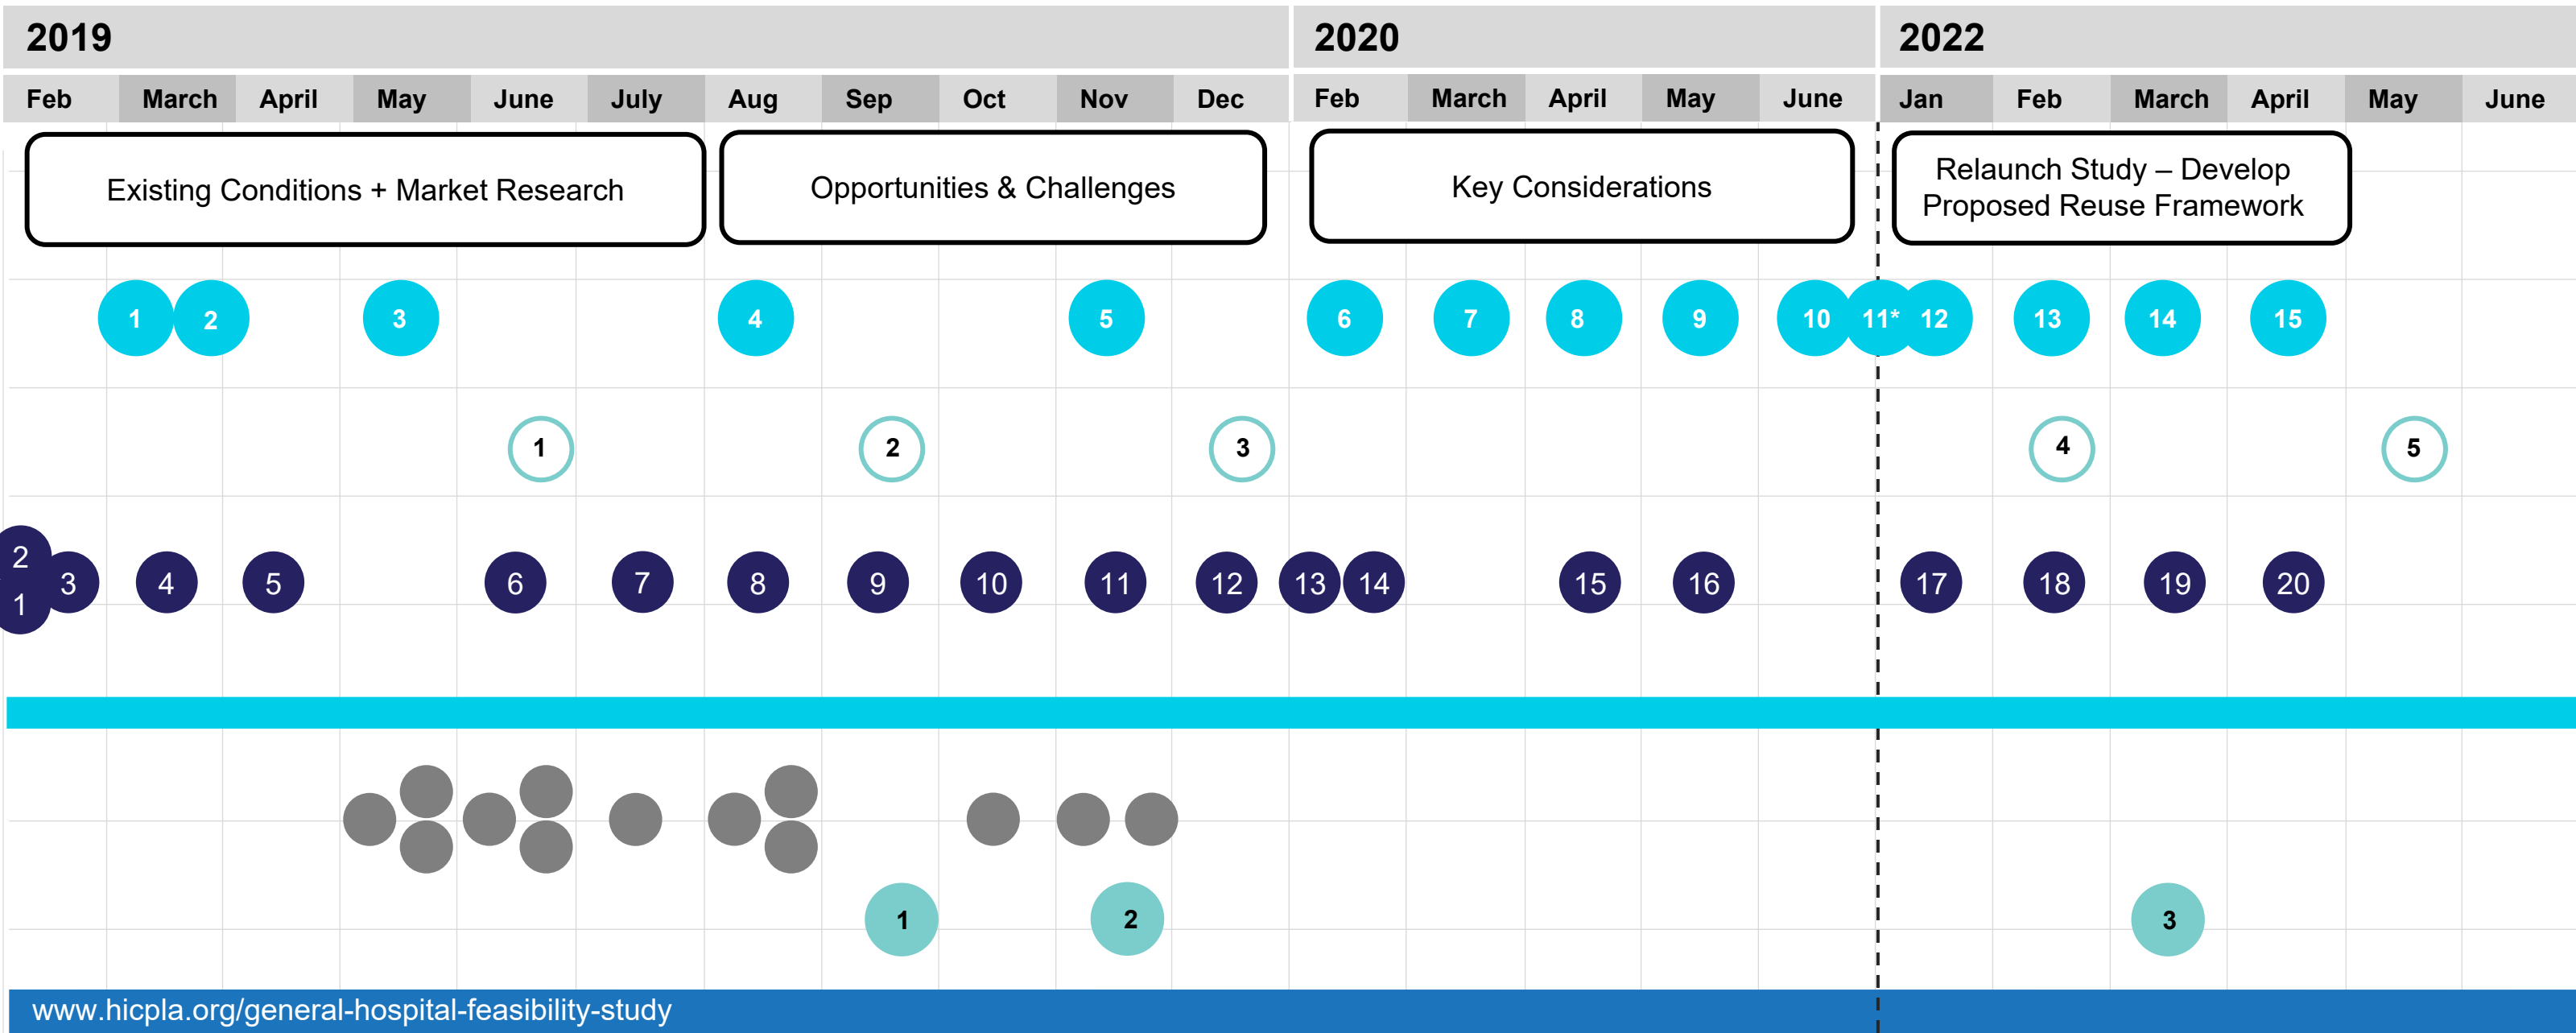 2019
2020
2022
Feb March April May June July Aug Sep Oct Nov Dec Feb March April May June Jan Feb March April May June
Existing Conditions + Market Research
Opportunities & Challenges
Key Considerations
Relaunch Study – Develop
Proposed Reuse Framework
1 2 3 4 5 6 7 8 9 10 11* 12 13 14 15
1 2 3 4 5
2
1
3 4 5 6 7 8 9 10 11 12 13 14 15 16 17 18 19 20
1 2 3
www.hicpla.org/general-hospital-feasibility-study